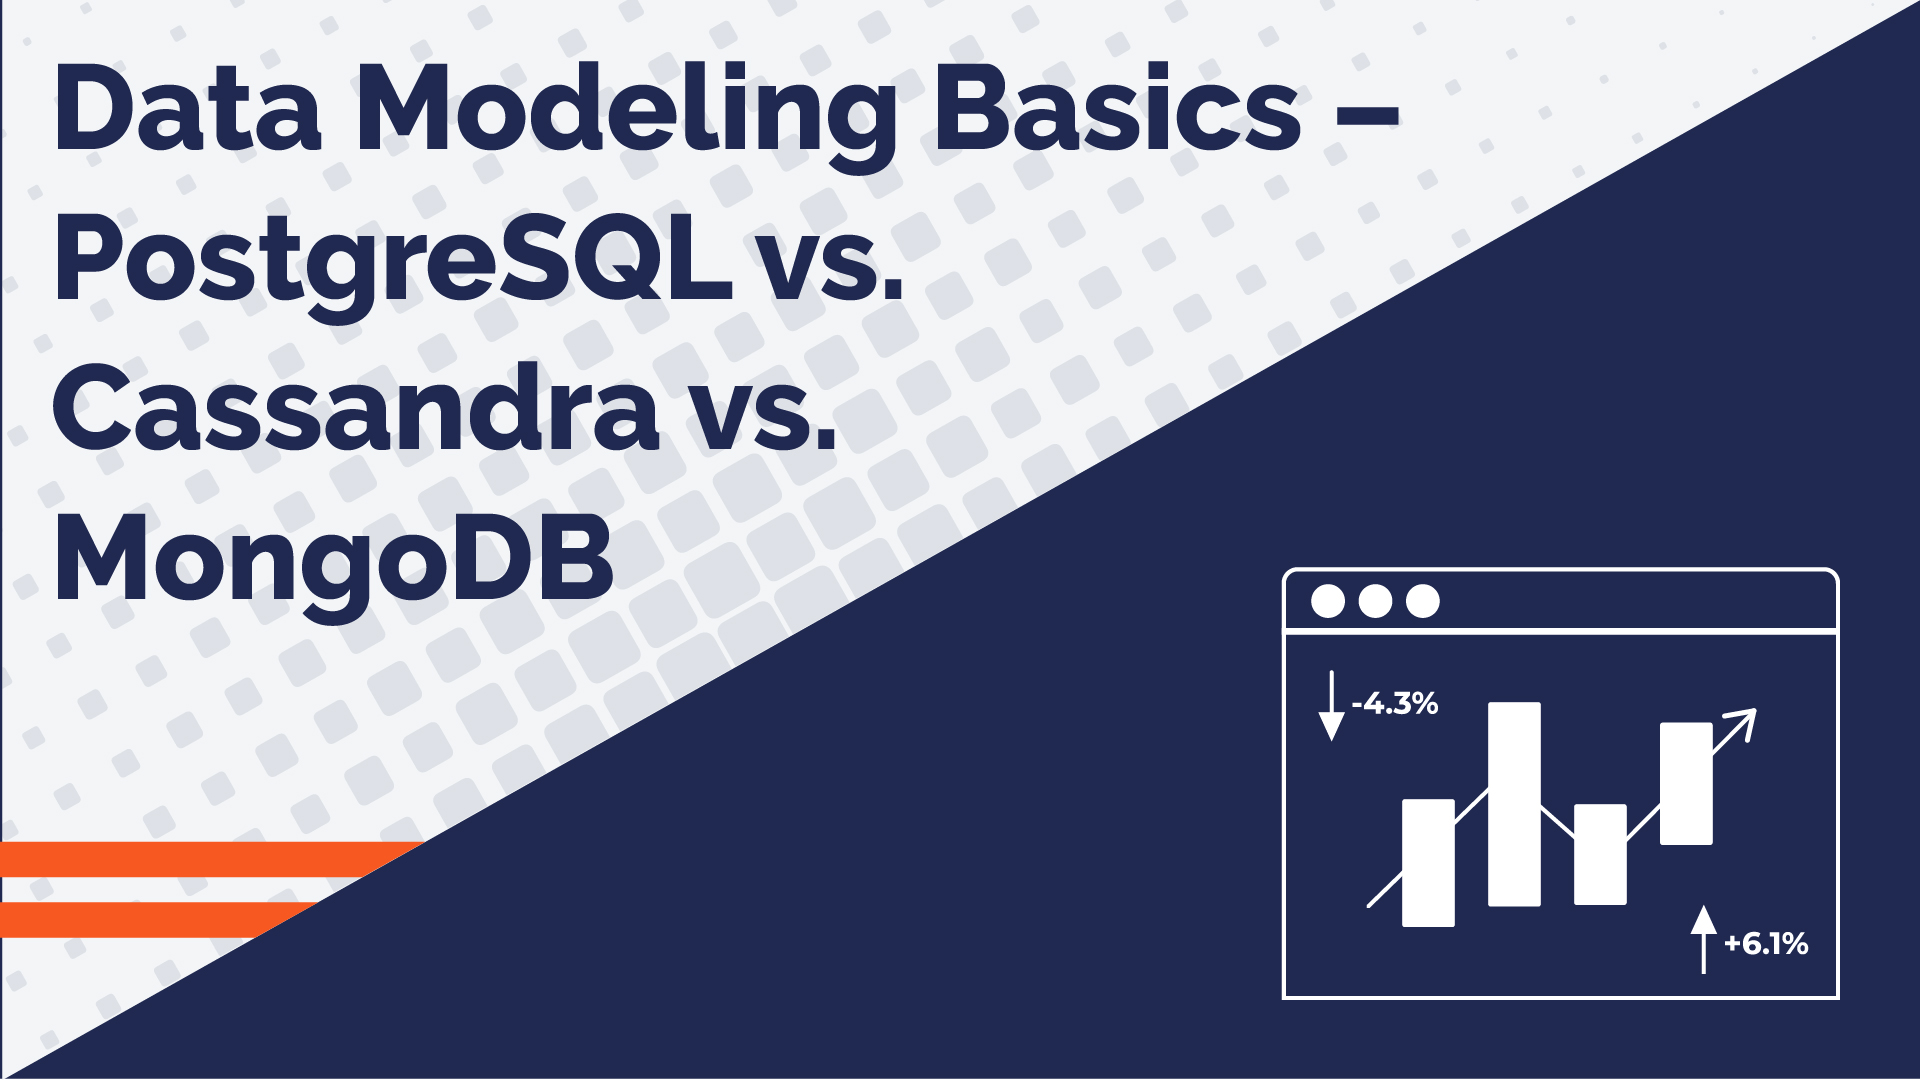 Data Modeling Basics –
PostgreSQL vs.
Cassandra vs.
MongoDB
-4.3%
+6.1%